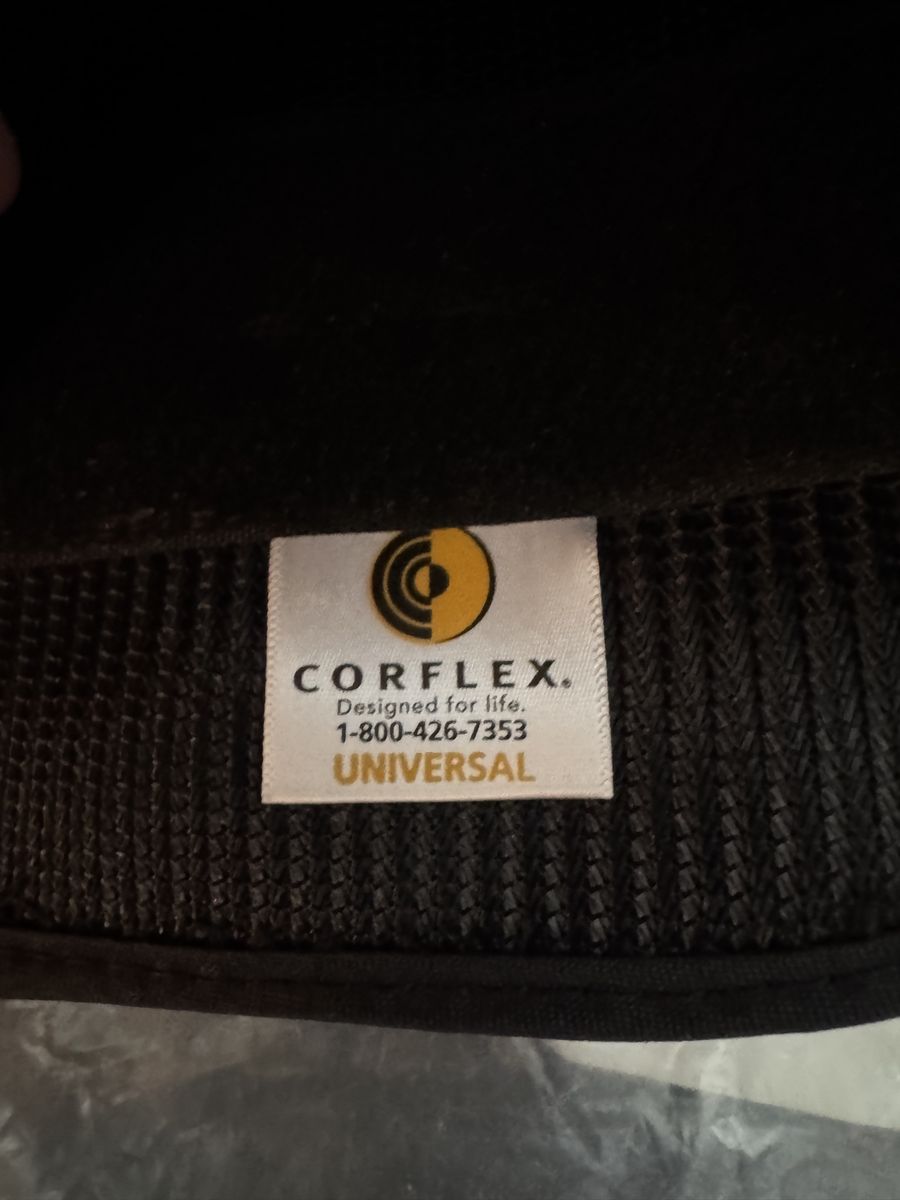 CORFLEX®
Designed for life.
1-800-426-7353
UNIVERSAL